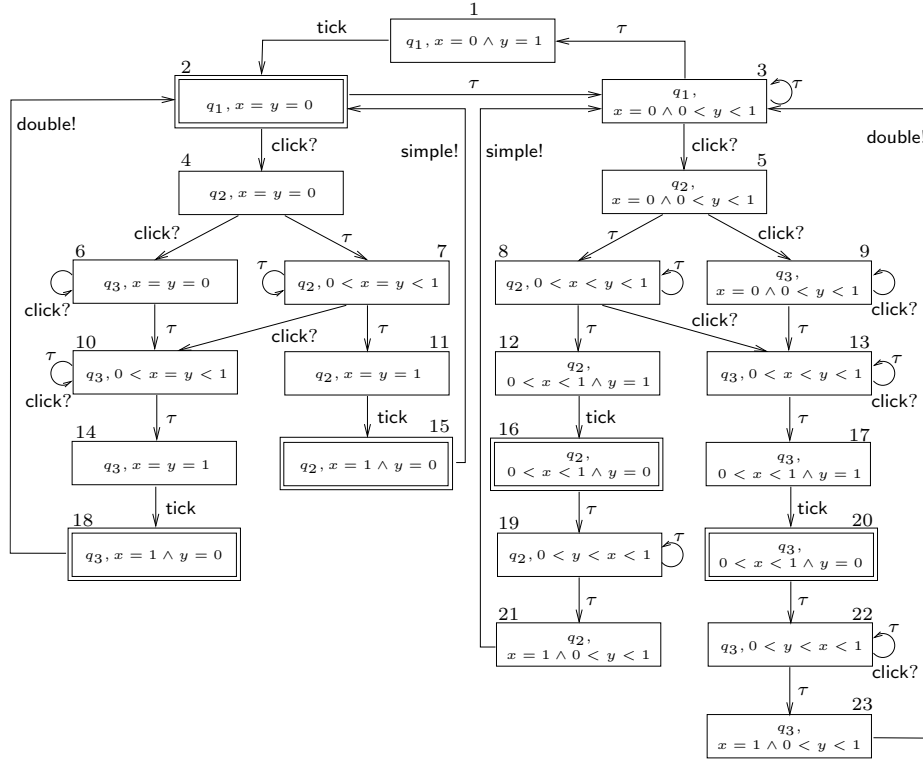 1
tick
q1, x = 0 ∧ y = 1
τ
2
3
q1, x = y = 0
τ
q1,
x = 0 ∧ 0 < y < 1
τ
double!
click?
simple!
simple!
click?
double!
4
5
q2, x = y = 0
q2,
x = 0 ∧ 0 < y < 1
click?
τ
τ
click?
6
7
8
9
q3, x = y = 0
click?
τ
q2, 0 < x = y < 1
q2, 0 < x < y < 1
τ
q3,
x = 0 ∧ 0 < y < 1
click?
τ
click?
τ
τ
click?
τ
10
11
12
13
τ
q3, 0 < x = y < 1
click?
q2, x = y = 1
q2,
0 < x < 1 ∧ y = 1
q3, 0 < x < y < 1
τ
click?
τ
tick
tick
τ
14
15
16
17
q3, x = y = 1
q2, x = 1 ∧ y = 0
q2,
0 < x < 1 ∧ y = 0
q3,
0 < x < 1 ∧ y = 1
tick
τ
tick
18
19
20
q3, x = 1 ∧ y = 0
q2, 0 < y < x < 1
τ
q3,
0 < x < 1 ∧ y = 0
τ
τ
21
22
q2,
x = 1 ∧ 0 < y < 1
q3, 0 < y < x < 1
τ
click?
τ
23
q3,
x = 1 ∧ 0 < y < 1